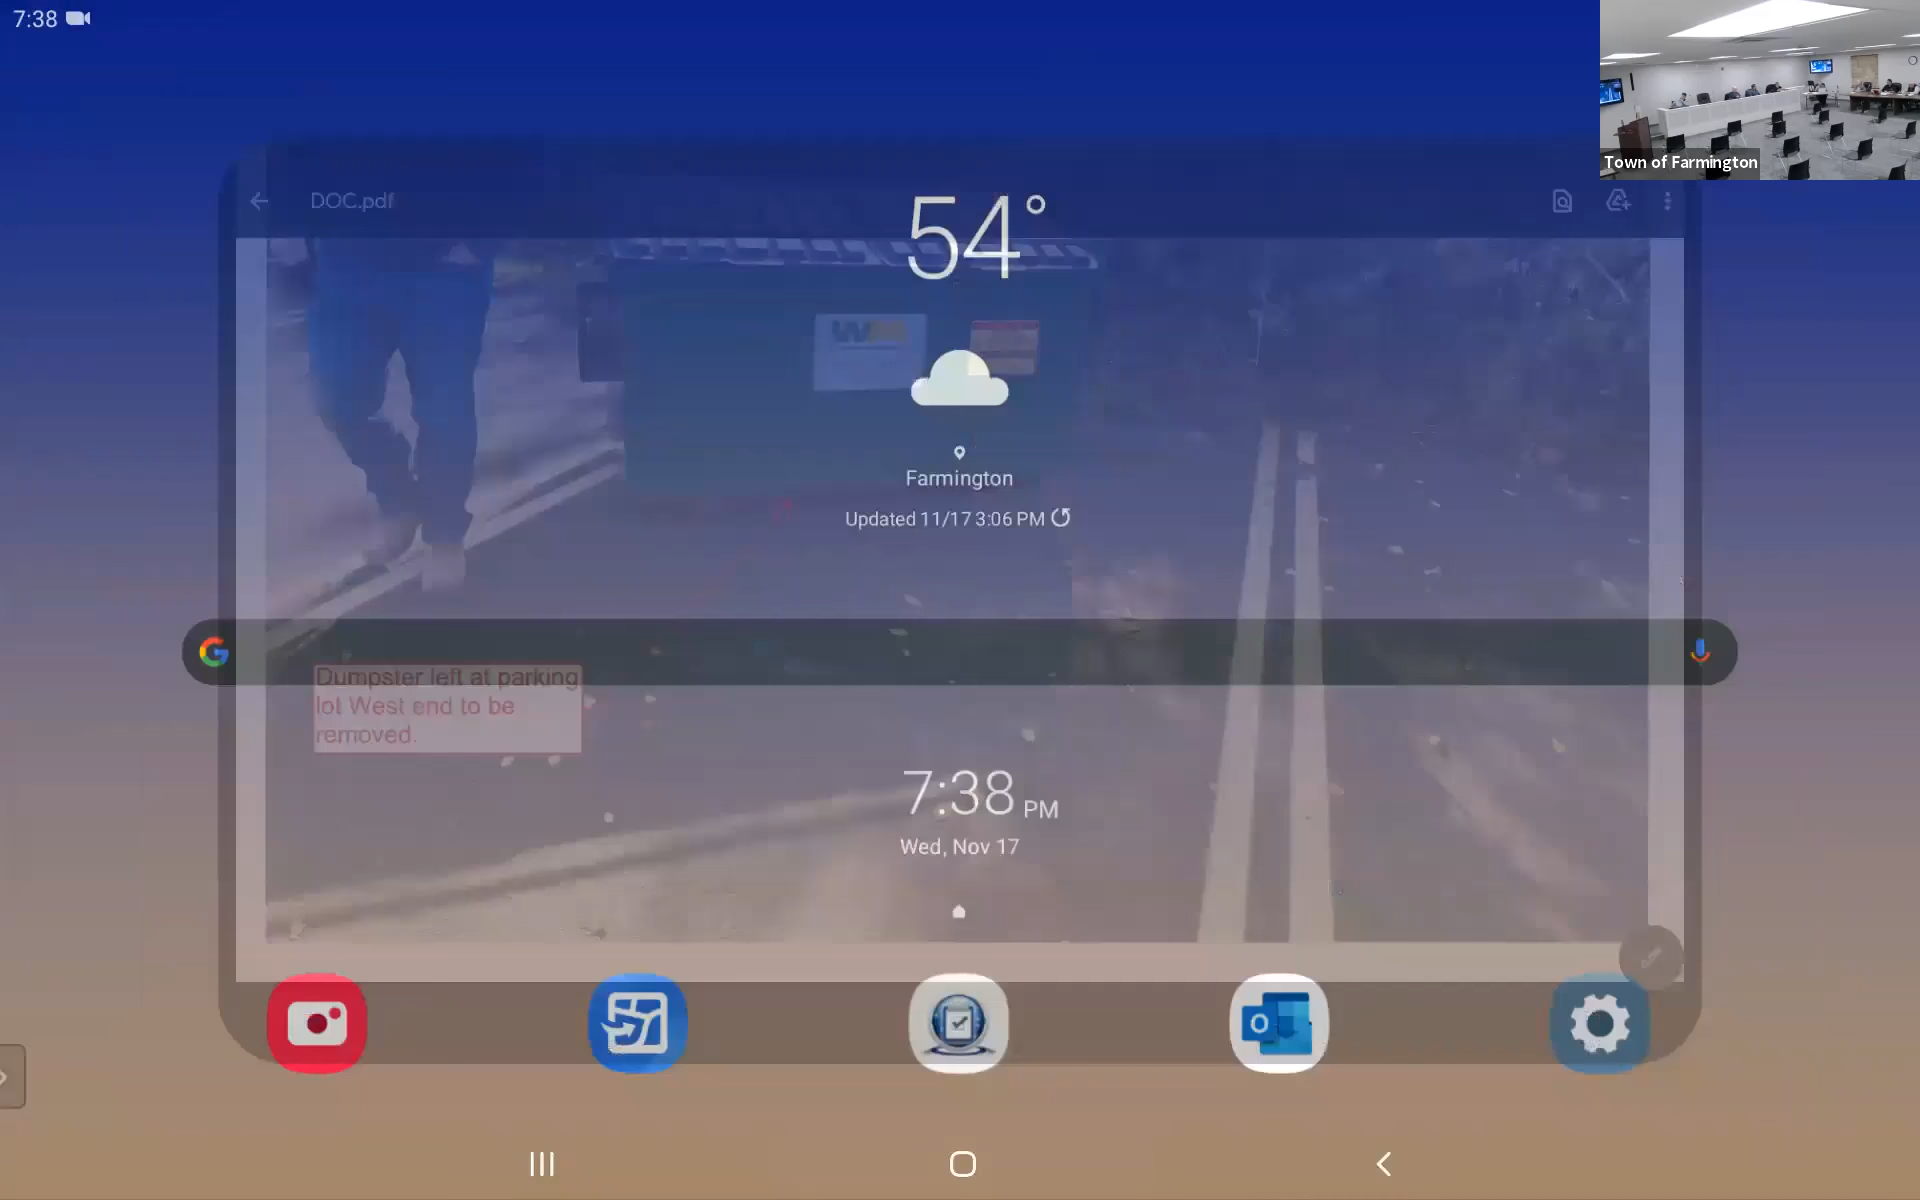 7:38
Town of Farmington
DOC.pdf
54°
WM
Farmington
Updated 11/17 3:06 PM
Dumpster left at parking
lot West end to be
removed.
7:38 PM
Wed, Nov 17